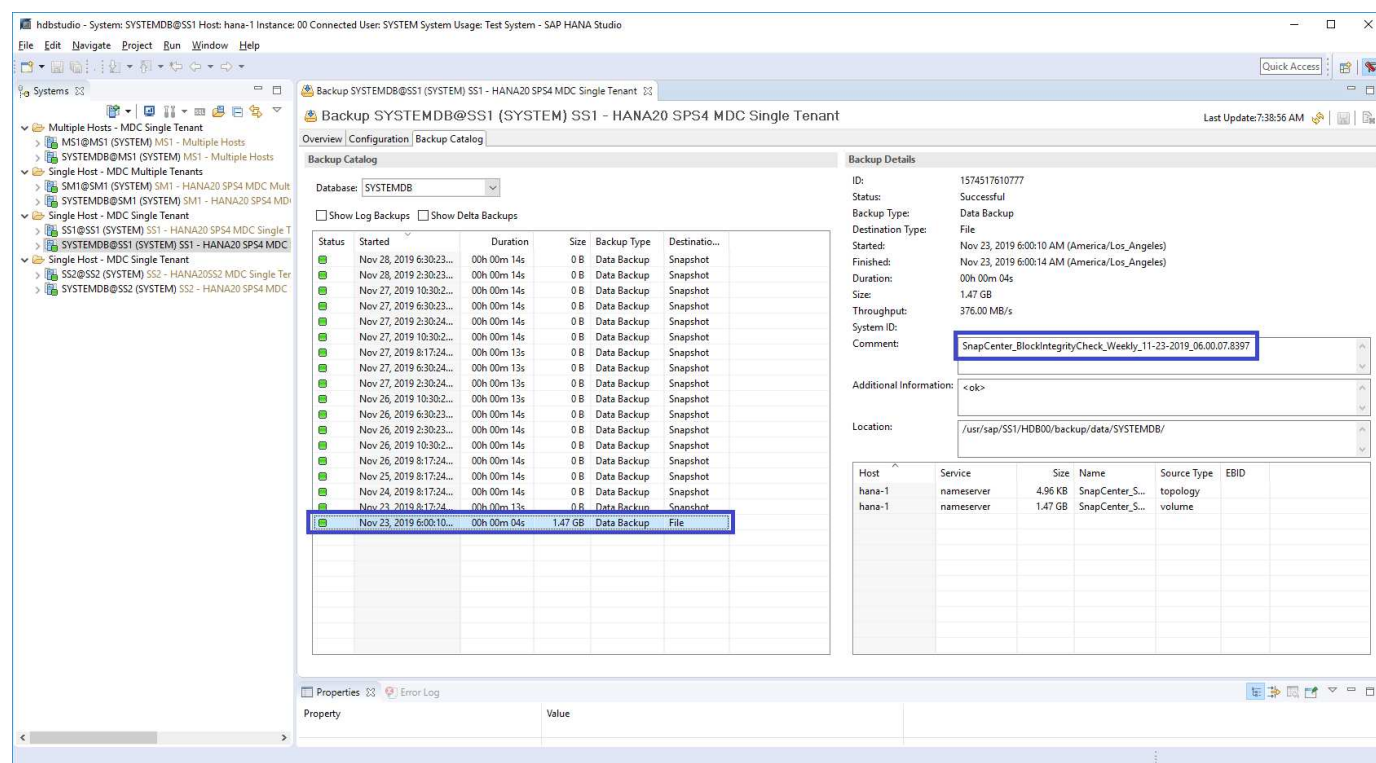 hdbstudio - System: SYSTEMDB@SS1 Host: hana-1 Instance: 00 Connected User: SYSTEM System Usage: Test System - SAP HANA Studio
File Edit Navigate Project Run Window Help
Quick Access
Systems
Multiple Hosts - MDC Single Tenant
MS1@MS1 (SYSTEM) MS1 - Multiple Hosts
SYSTEMDB@MS1 (SYSTEM) MS1 - Multiple Hosts
Single Host - MDC Multiple Tenants
SM1@SM1 (SYSTEM) SM1 - HANA20 SPS4 MDC Mult
SYSTEMDB@SM1 (SYSTEM) SM1 - HANA20 SPS4 MD
Single Host - MDC Single Tenant
SS1@SS1 (SYSTEM) SS1 - HANA20 SPS4 MDC Single T
SYSTEMDB@SS1 (SYSTEM) SS1 - HANA20 SPS4 MDC
Single Host - MDC Single Tenant
SS2@SS2 (SYSTEM) SS2 - HANA20SS2 MDC Single Ter
SYSTEMDB@SS2 (SYSTEM) SS2 - HANA20 SPS4 MDC
Backup SYSTEMDB@SS1 (SYSTEM) SS1 - HANA20 SPS4 MDC Single Tenant
Backup SYSTEMDB@SS1 (SYSTEM) SS1 - HANA20 SPS4 MDC Single Tenant
Last Update:7:38:56 AM
Overview Configuration Backup Catalog
Backup Catalog
Database: SYSTEMDB
Show Log Backups Show Delta Backups
Status Started Duration Size Backup Type Destinatio...
Nov 28, 2019 6:30:23... 00h 00m 14s 0 B Data Backup Snapshot
Nov 28, 2019 2:30:23... 00h 00m 14s 0 B Data Backup Snapshot
Nov 27, 2019 10:30:2... 00h 00m 14s 0 B Data Backup Snapshot
Nov 27, 2019 6:30:23... 00h 00m 14s 0 B Data Backup Snapshot
Nov 27, 2019 2:30:24... 00h 00m 14s 0 B Data Backup Snapshot
Nov 27, 2019 10:30:2... 00h 00m 14s 0 B Data Backup Snapshot
Nov 27, 2019 8:17:24... 00h 00m 13s 0 B Data Backup Snapshot
Nov 27, 2019 6:30:24... 00h 00m 13s 0 B Data Backup Snapshot
Nov 27, 2019 2:30:24... 00h 00m 13s 0 B Data Backup Snapshot
Nov 26, 2019 10:30:2... 00h 00m 13s 0 B Data Backup Snapshot
Nov 26, 2019 6:30:23... 00h 00m 14s 0 B Data Backup Snapshot
Nov 26, 2019 2:30:23... 00h 00m 14s 0 B Data Backup Snapshot
Nov 26, 2019 10:30:2... 00h 00m 14s 0 B Data Backup Snapshot
Nov 26, 2019 8:17:24... 00h 00m 14s 0 B Data Backup Snapshot
Nov 25, 2019 8:17:24... 00h 00m 14s 0 B Data Backup Snapshot
Nov 24, 2019 8:17:24... 00h 00m 14s 0 B Data Backup Snapshot
Nov 23, 2019 8:17:24... 00h 00m 13s 0 B Data Backup Snapshot
Nov 23, 2019 6:00:10... 00h 00m 04s 1.47 GB Data Backup File
Backup Details
ID: 1574517610777
Status: Successful
Backup Type: Data Backup
Destination Type: File
Started: Nov 23, 2019 6:00:10 AM (America/Los_Angeles)
Finished: Nov 23, 2019 6:00:14 AM (America/Los_Angeles)
Duration: 00h 00m 04s
Size: 1.47 GB
Throughput: 376.00 MB/s
System ID:
Comment: SnapCenter_BlockIntegrityCheck_Weekly_11-23-2019_06.00.07.8397
Additional Information: <ok>
Location: /usr/sap/SS1/HDB00/backup/data/SYSTEMDB/
Host Service Size Name Source Type EBID
hana-1 nameserver 4.96 KB SnapCenter_S... topology
hana-1 nameserver 1.47 GB SnapCenter_S... volume
Properties Error Log
Property Value